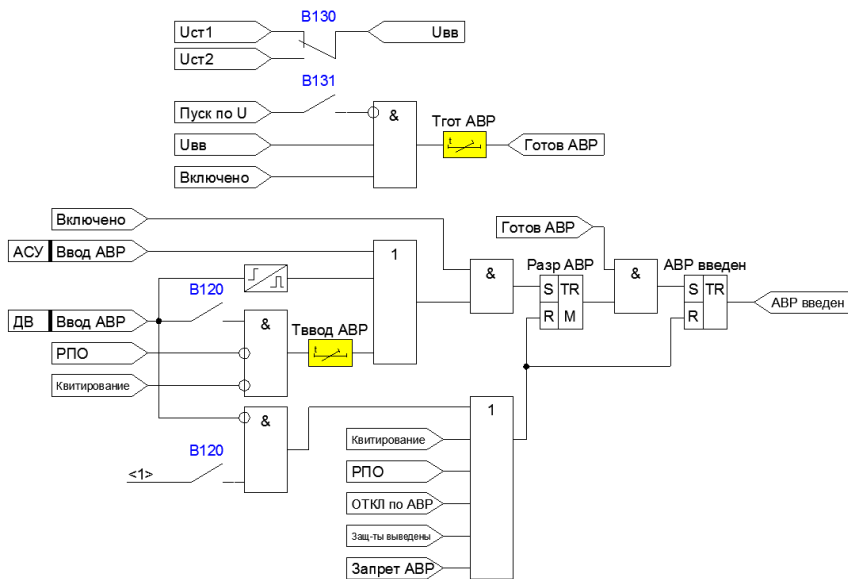 В130
Uст1
Uвв
Uст2
В131
Пуск по U
&
Тгот АВР
t
Готов АВР
Uвв
Включено
Включено
Готов АВР
АСУ
Ввод АВР
1
Разр АВР
АВР введен
&
&
В120
S
TR
S
TR
АВР введен
ДВ
Ввод АВР
&
Тввод АВР
R
M
R
РПО
t
Квитирование
&
1
В120
Квитирование
<1>
РПО
ОТКЛ по АВР
Защ-ты выведены
Запрет АВР